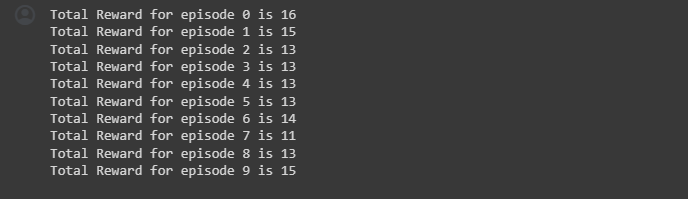 Total Reward for episode 0 is 16
Total Reward for episode 1 is 15
Total Reward for episode 2 is 13
Total Reward for episode 3 is 13
Total Reward for episode 4 is 13
Total Reward for episode 5 is 13
Total Reward for episode 6 is 14
Total Reward for episode 7 is 11
Total Reward for episode 8 is 13
Total Reward for episode 9 is 15